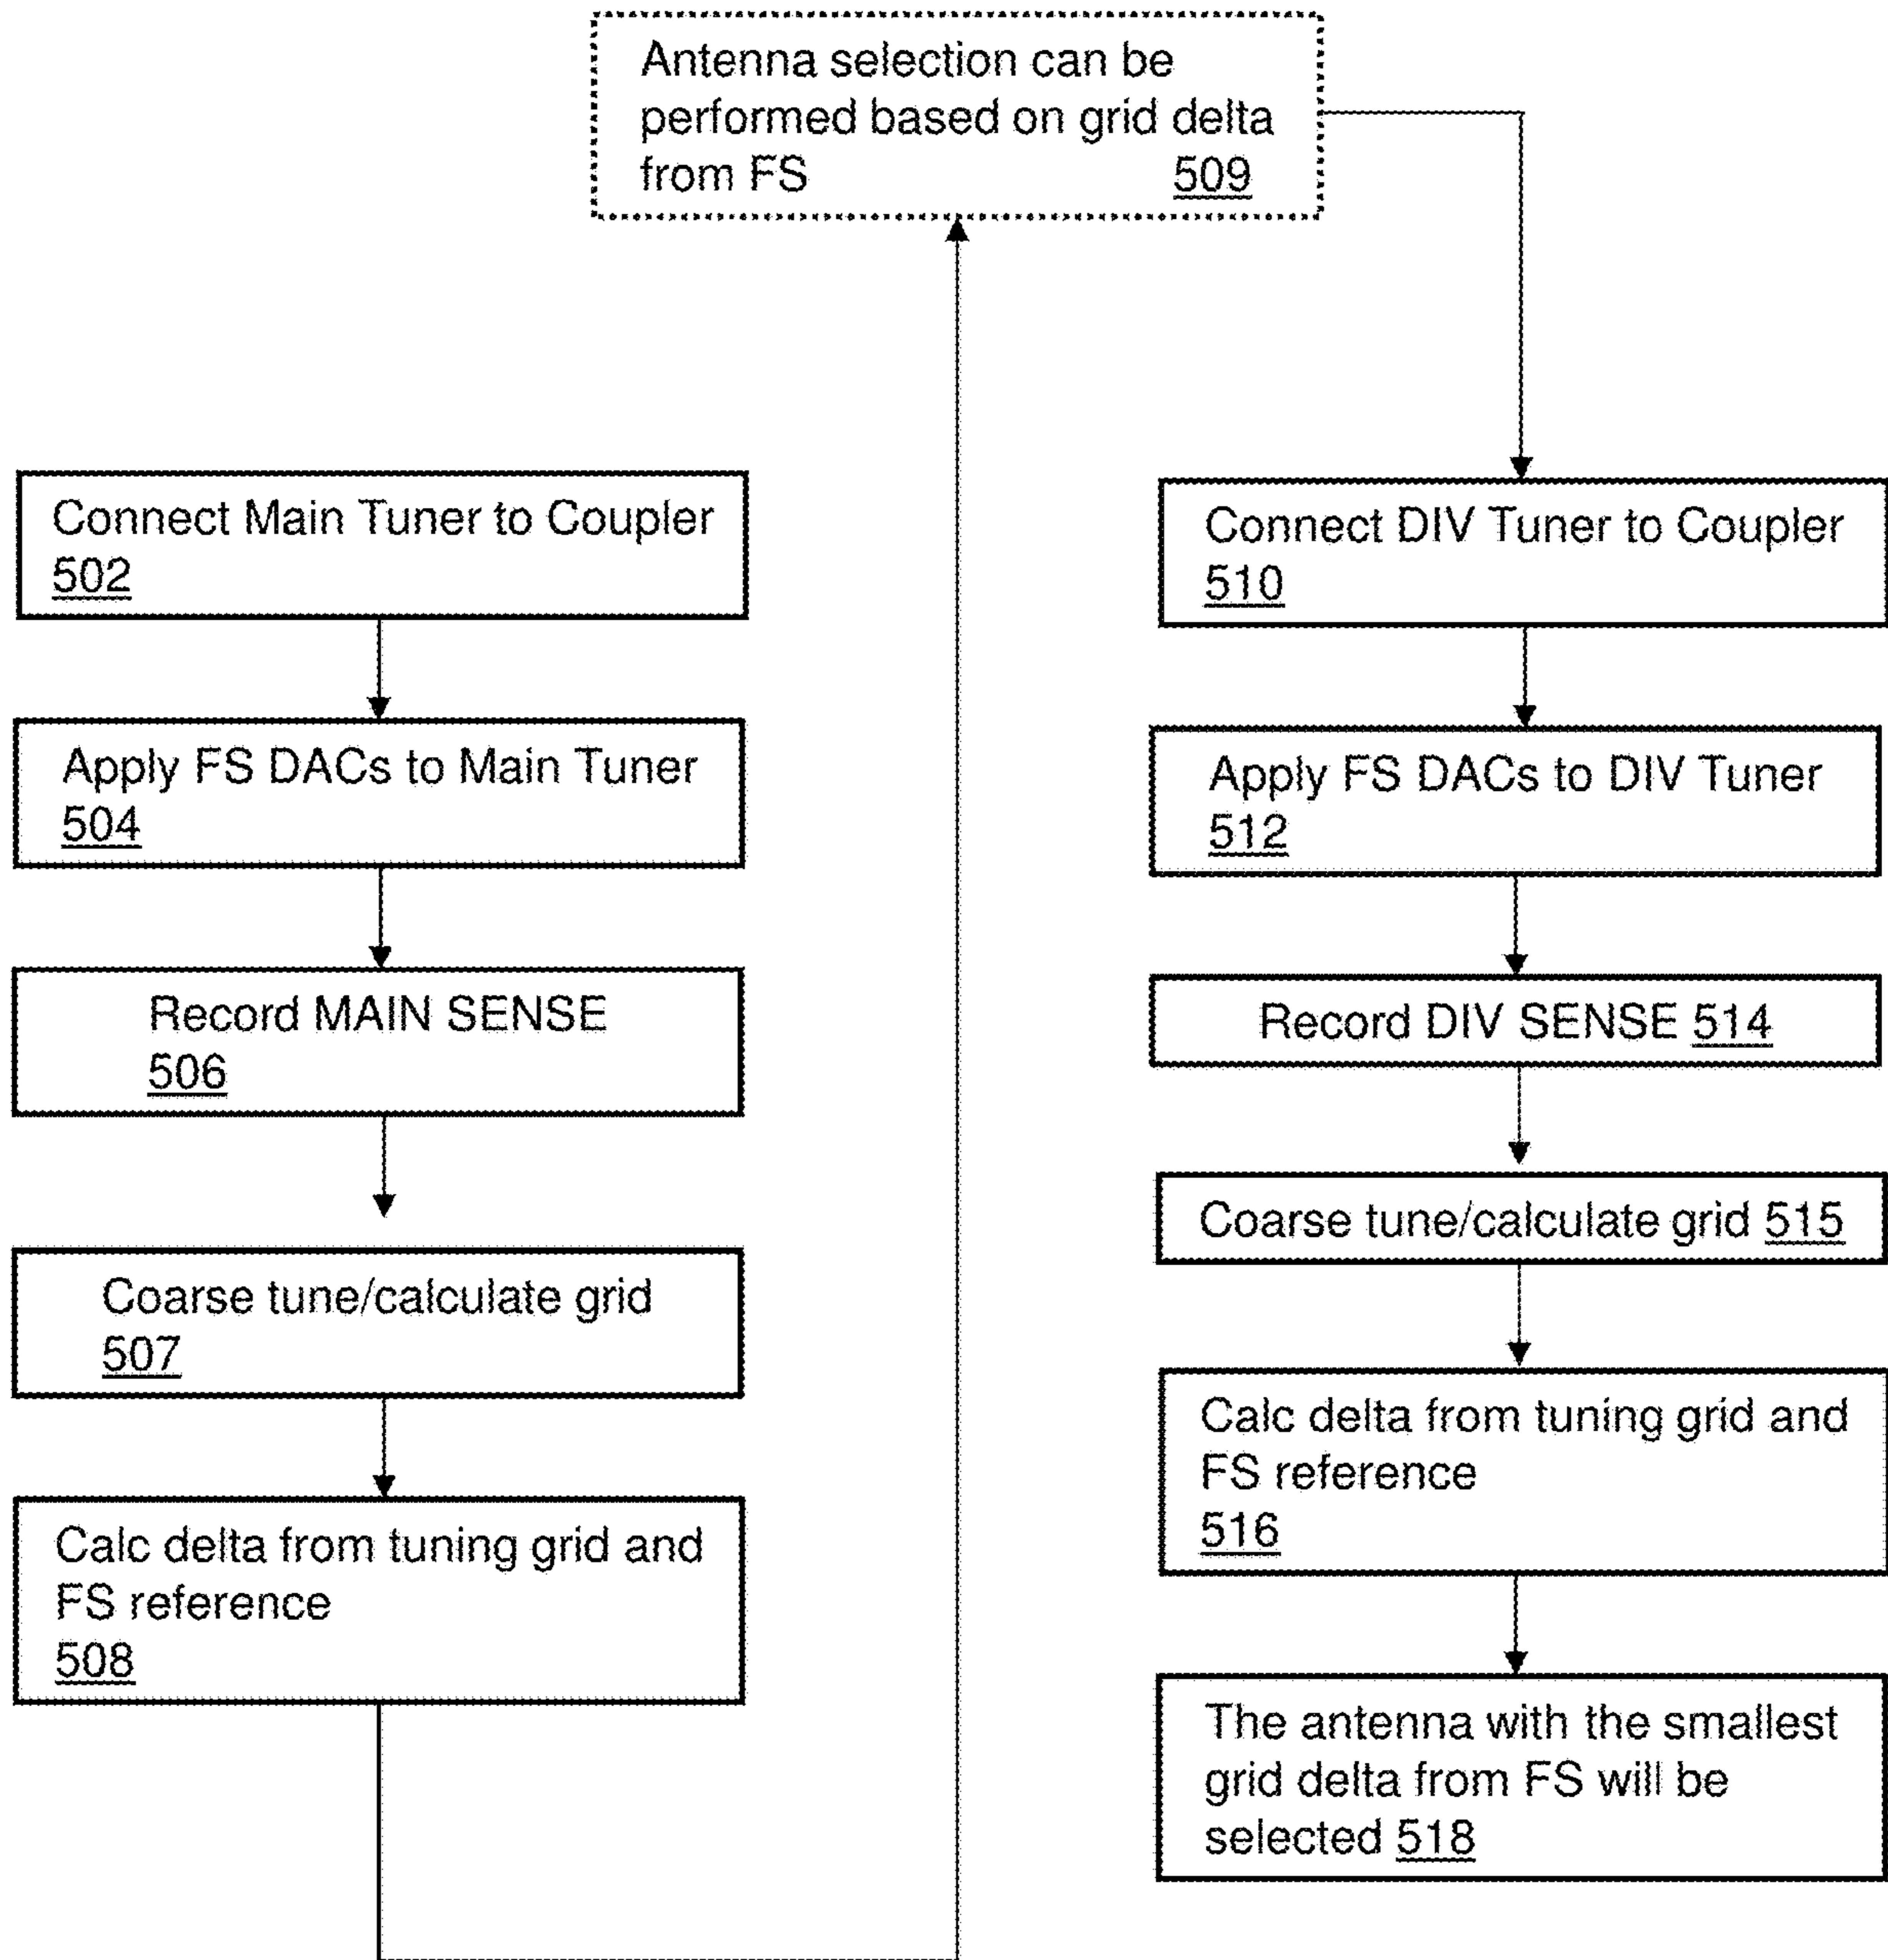 Antenna selection can be
performed based on grid delta
from FS 509
Connect Main Tuner to Coupler
502
Apply FS DACs to Main Tuner
504
Record MAIN SENSE
506
Coarse tune/calculate grid
507
Calc delta from tuning grid and
FS reference
508
Connect DIV Tuner to Coupler
510
Apply FS DACs to DIV Tuner
512
Record DIV SENSE 514
Coarse tune/calculate grid 515
Calc delta from tuning grid and
FS reference
516
The antenna with the smallest
grid delta from FS will be
selected 518